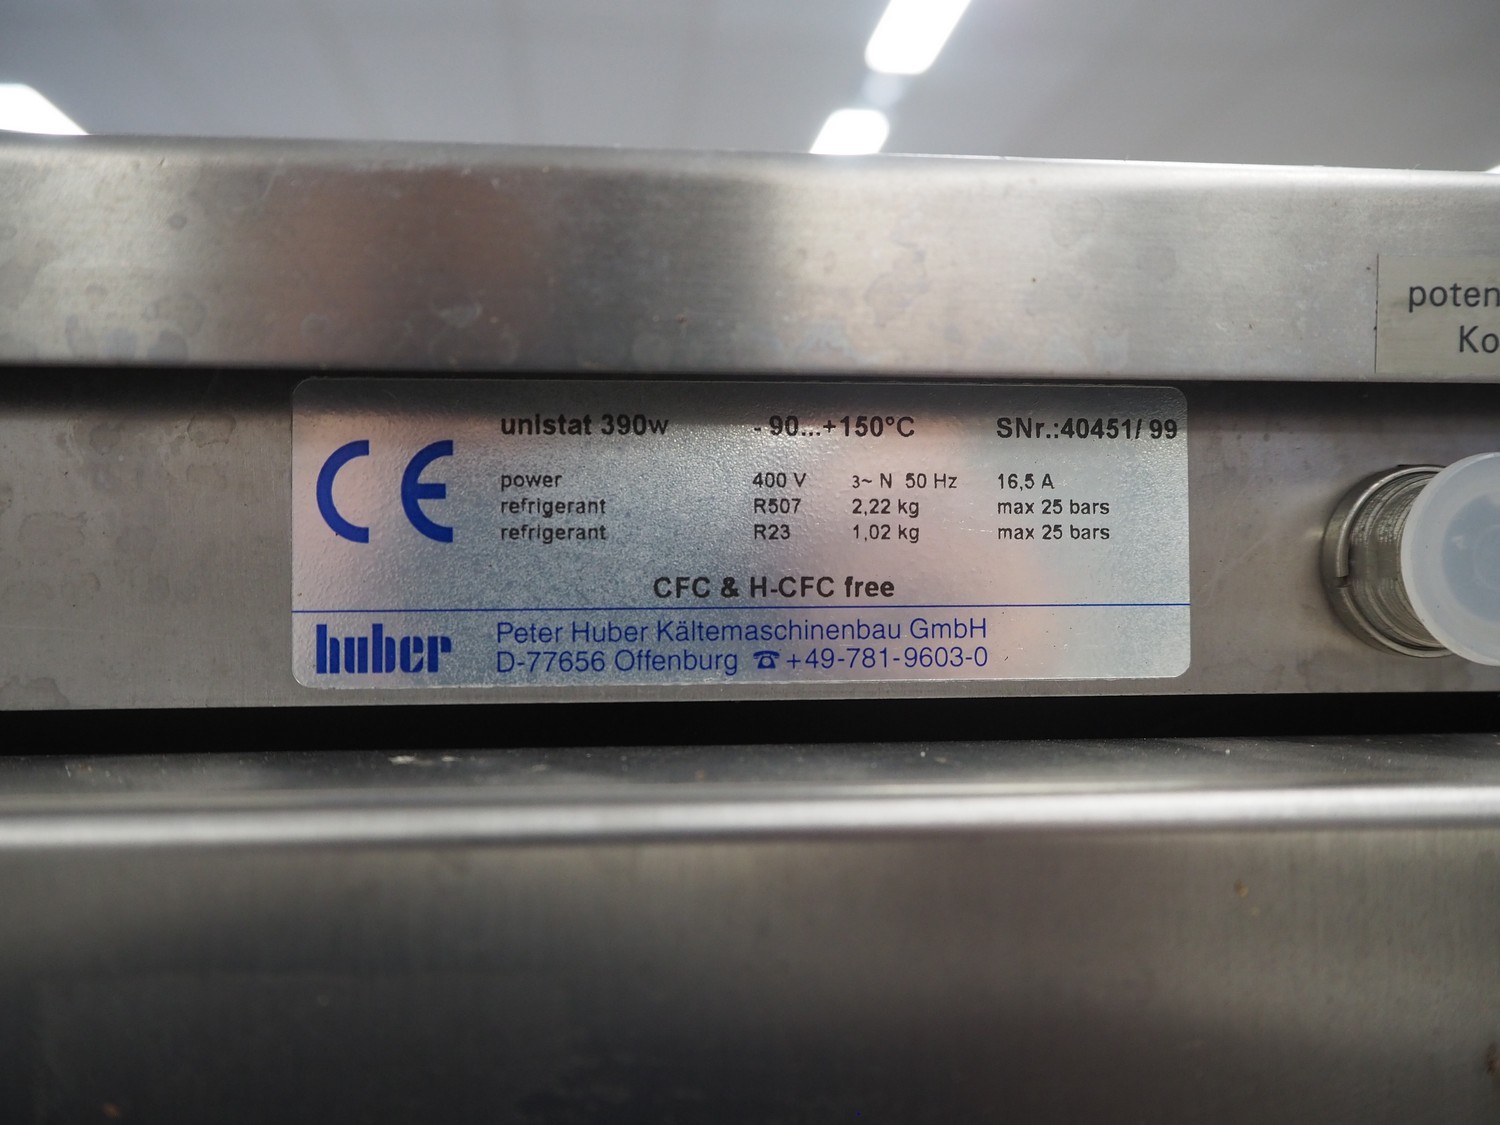 poten
Ko
unistat 390w - 90...+150°C SNr.:40451/ 99
CE
power 400 V 3~ N 50 Hz 16,5 A
refrigerant R507 2,22 kg max 25 bars
refrigerant R23 1,02 kg max 25 bars
CFC & H-CFC free
huber
Peter Huber Kältemaschinenbau GmbH
D-77656 Offenburg ☎ +49-781-9603-0